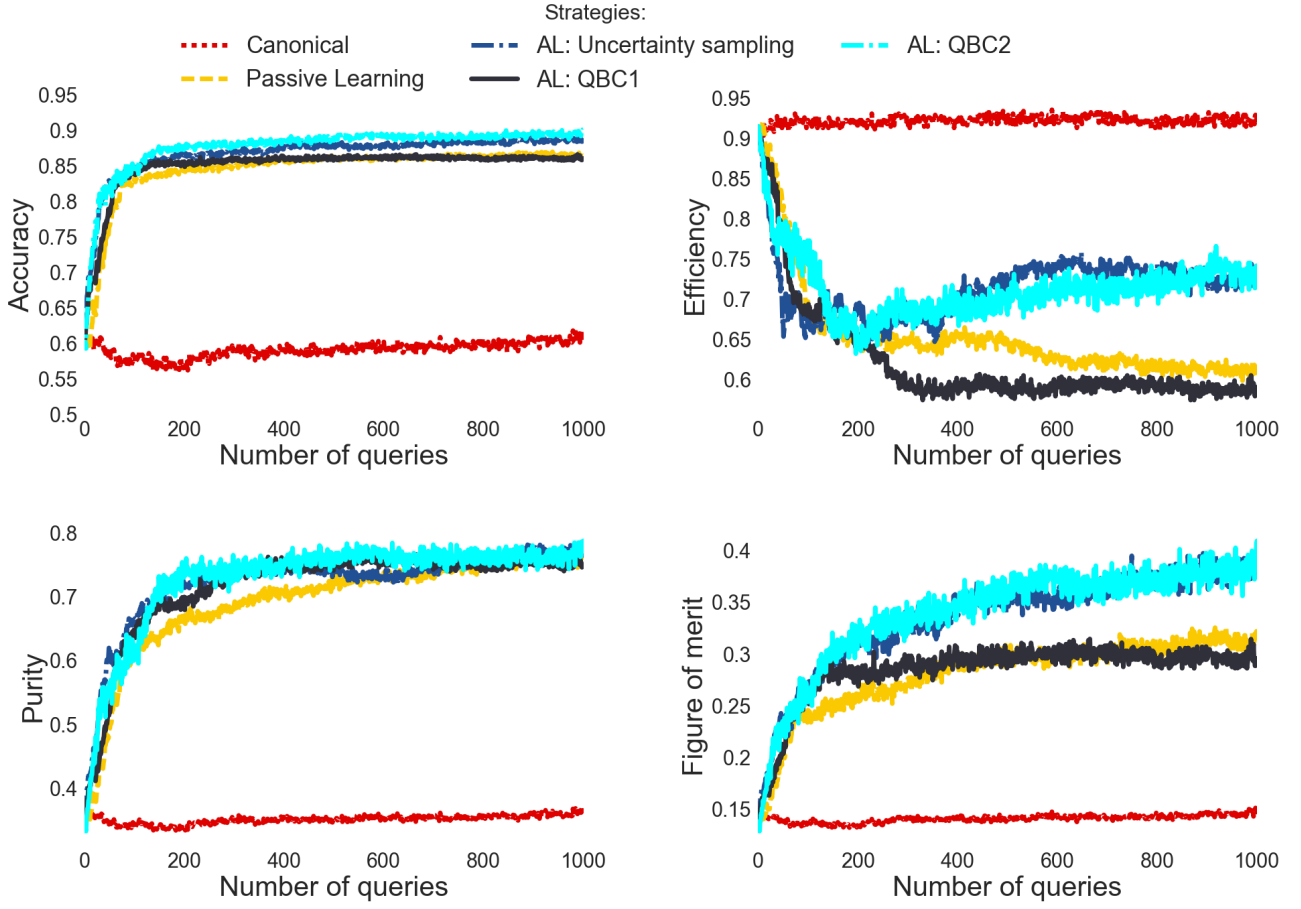 Strategies:
Canonical
AL: Uncertainty sampling
AL: QBC2
Passive Learning
AL: QBC1
0.95
0.9
0.85
0.8
0.75
0.7
0.65
0.6
0.55
0.5
Accuracy
0 200 400 600 800 1000
Number of queries
0.95
0.9
0.85
0.8
0.75
0.7
0.65
0.6
Efficiency
0 200 400 600 800 1000
Number of queries
0.8
0.7
0.6
0.5
0.4
Purity
0 200 400 600 800 1000
Number of queries
0.4
0.35
0.3
0.25
0.2
0.15
Figure of merit
0 200 400 600 800 1000
Number of queries